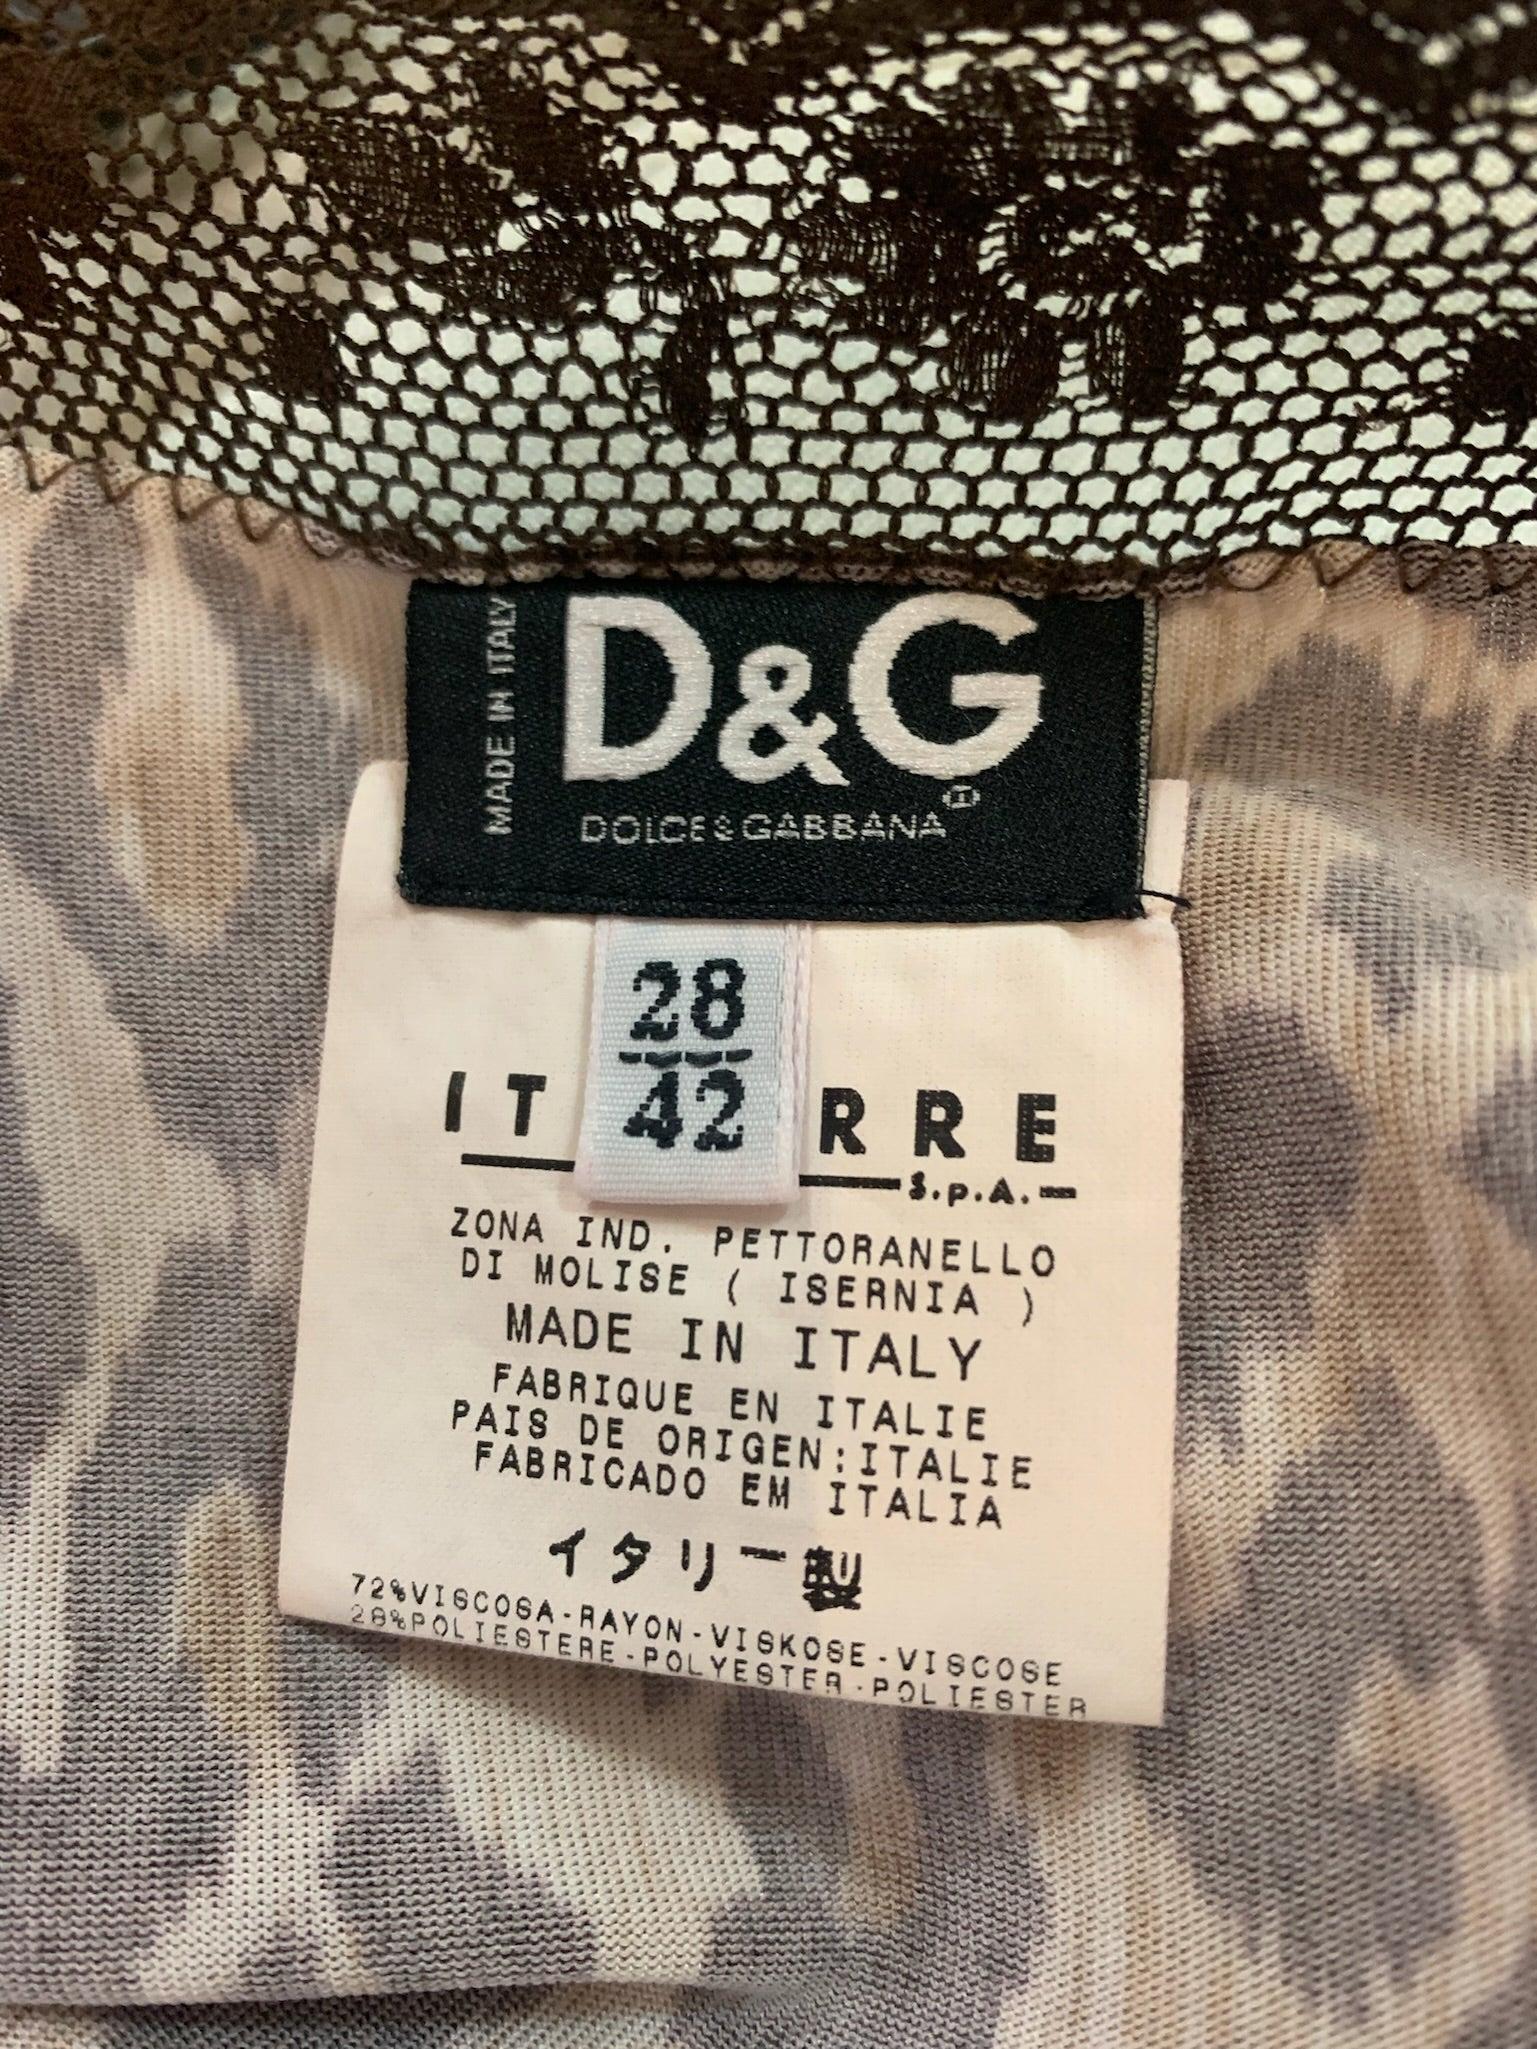 MADE IN ITALY
D&G
DOLCE&GABBANA
28
42
IT RRE
S.p.A.
ZONA IND. PETTORANELLO
DI MOLISE ( ISERNIA )
MADE IN ITALY
FABRIQUE EN ITALIE
PAIS DE ORIGEN:ITALIE
FABRICADO EM ITALIA
イタリー製
72%VISCOSA-RAYON-VISKOSE-VISCOSE
28%POLIESTERE-POLYESTER-POLIESTER